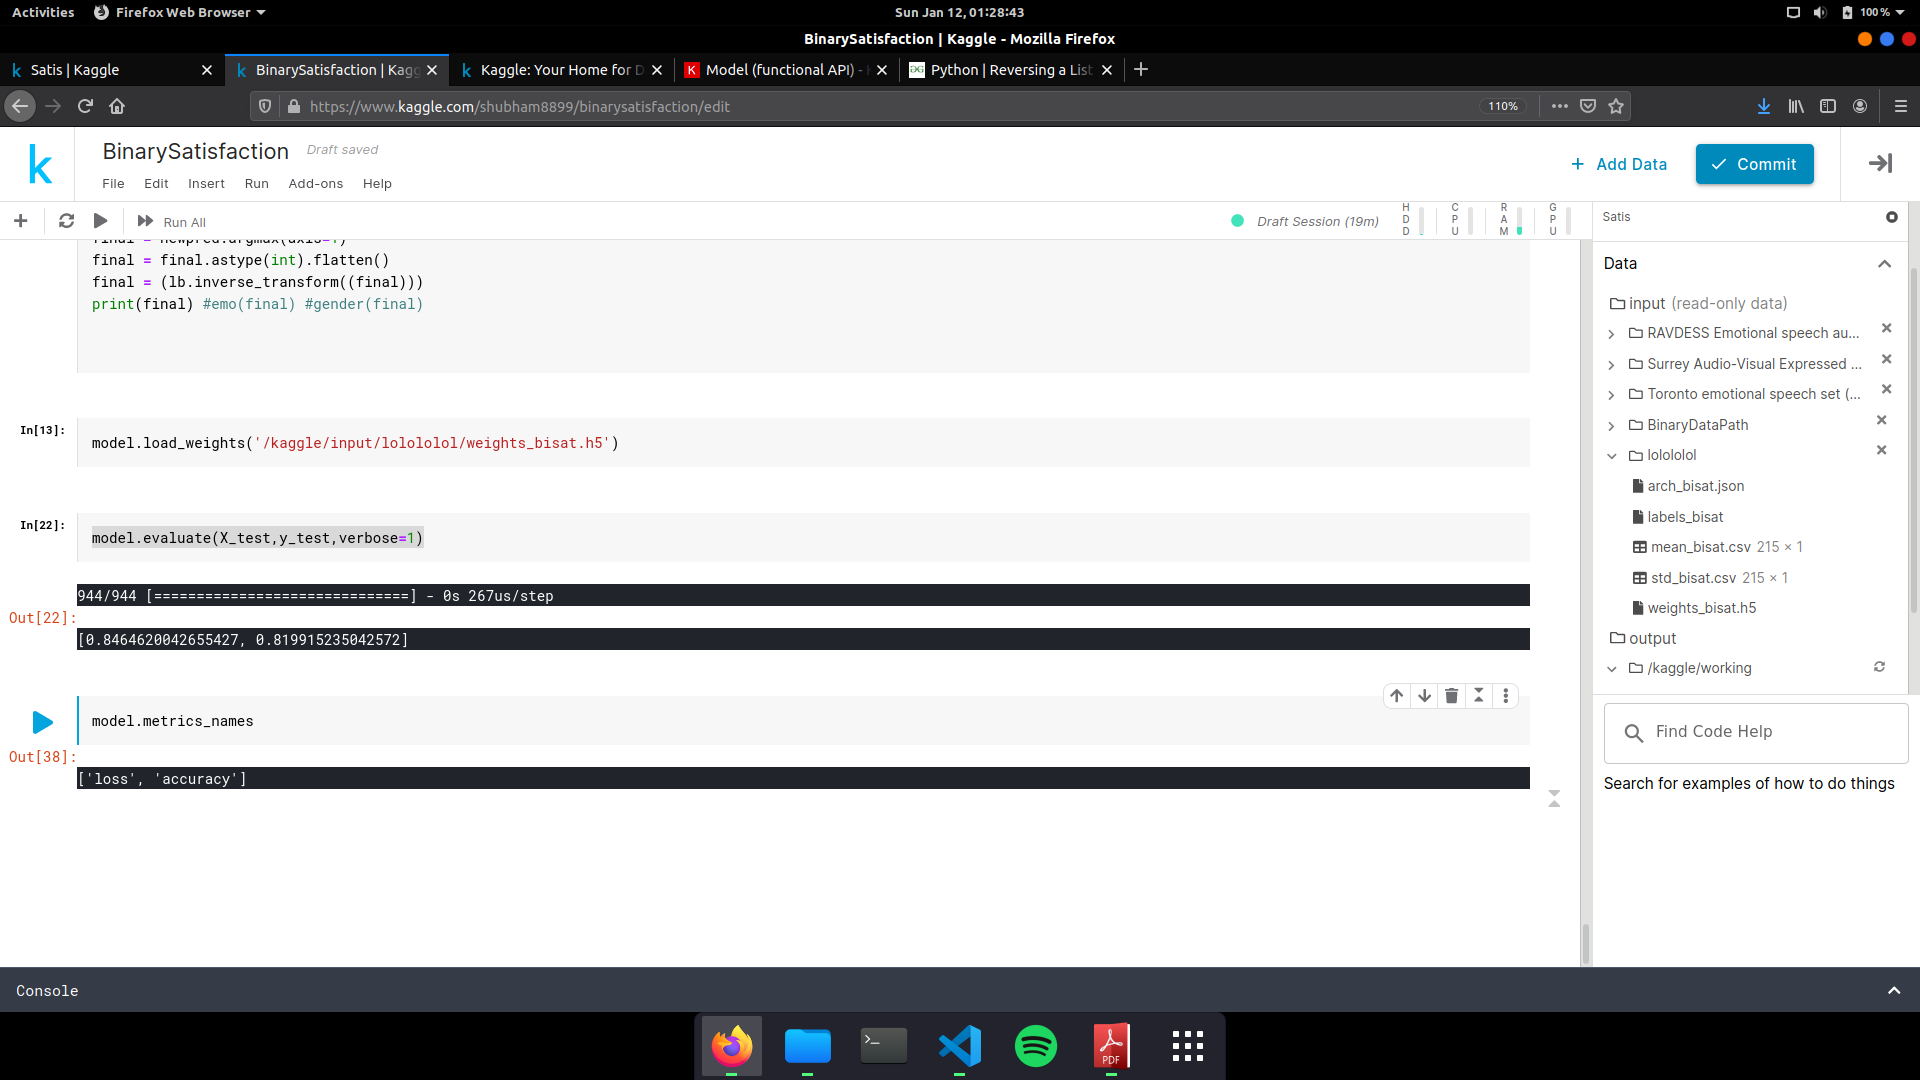 Activities Firefox Web Browser Sun Jan 12, 01:28:43 100 %
BinarySatisfaction | Kaggle - Mozilla Firefox
Satis | Kaggle BinarySatisfaction | Kagg Kaggle: Your Home for D Model (functional API) - Python | Reversing a List
https://www.kaggle.com/shubham8899/binarysatisfaction/edit 110%
BinarySatisfaction Draft saved
File Edit Insert Run Add-ons Help
+ Add Data Commit
Run All Draft Session (19m) HDD CPU RAM GPU
final = newpred.argmax(axis=1)
final = final.astype(int).flatten()
final = (lb.inverse_transform((final)))
print(final) #emo(final) #gender(final)
In[13]:
model.load_weights('/kaggle/input/lolololol/weights_bisat.h5')
In[22]:
model.evaluate(X_test,y_test,verbose=1)
944/944 [==============================] - 0s 267us/step
Out[22]:
[0.8464620042655427, 0.819915235042572]
model.metrics_names
Out[38]:
['loss', 'accuracy']
Satis
Data
input (read-only data)
RAVDESS Emotional speech au...
Surrey Audio-Visual Expressed ...
Toronto emotional speech set (...
BinaryDataPath
lolololol
arch_bisat.json
labels_bisat
mean_bisat.csv 215 × 1
std_bisat.csv 215 × 1
weights_bisat.h5
output
/kaggle/working
Find Code Help
Search for examples of how to do things
Console
PDF